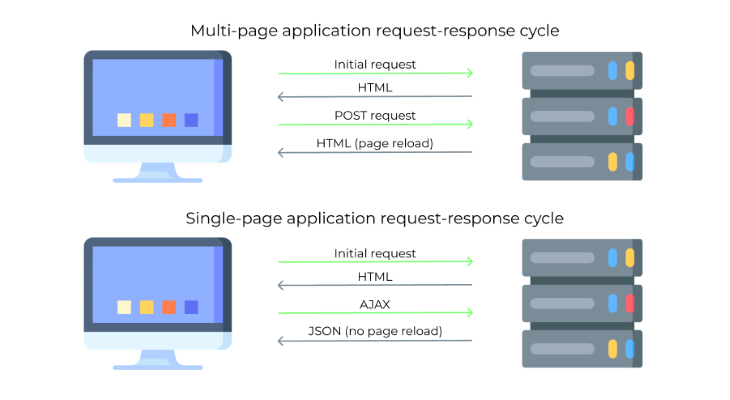 Multi-page application request-response cycle
Initial request
HTML
POST request
HTML (page reload)
Single-page application request-response cycle
Initial request
HTML
AJAX
JSON (no page reload)